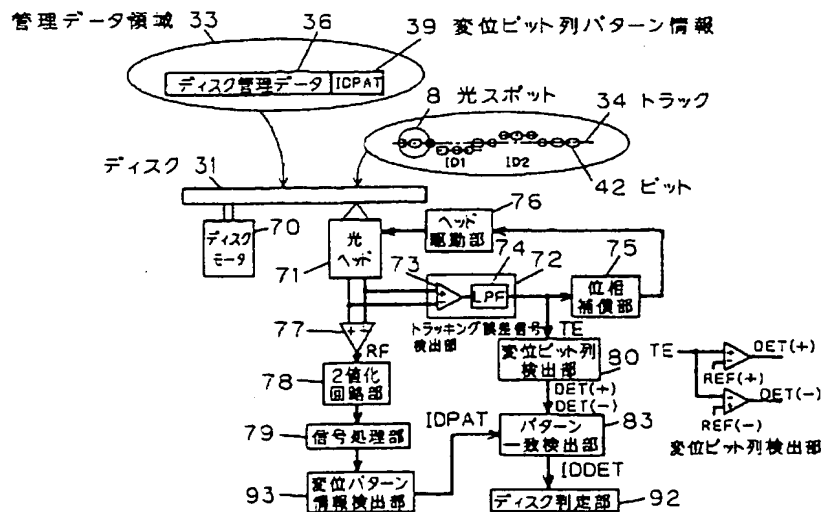 管理データ領域 33 36 39 変位ピット列パターン情報
ディスク管理データ IDPAT
8 光スポット
34 トラック
ID1 ID2
42 ピット
ディスク 31
76
ヘッド駆動部
70
ディスクモータ
71
光ヘッド
73 74 72 75
LPF
位相補償部
トラッキング誤差信号検出部
TE
77
RF
78
2値化回路部
変位ピット列検出部
80
DET(+)
DET(-)
TE
DET(+)
REF(+)
DET(-)
REF(-)
変位ピット列検出部
79
信号処理部
IDPAT
パターン一致検出部
83
IDDET
93
変位パターン情報検出部
ディスク判定部
92